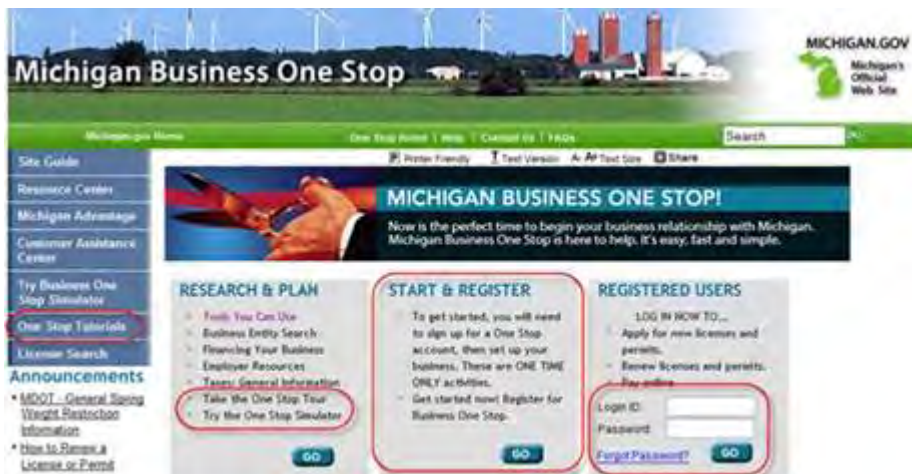 Michigan Business One Stop
MICHIGAN.GOV
Michigan's
Official
Web Site
Michigan.gov Home
One Stop Home | Help | Contact Us | FAQs
Search
Printer Friendly T Text Version A- A+ Text Size Share
Site Guide
Resource Center
Michigan Advantage
Customer Assistance
Center
Try Business One
Stop Simulator
One Stop Tutorials
License Search
Announcements
• MDOT - General Spring
Weight Restriction
Information
• How to Renew a
License or Permit
MICHIGAN BUSINESS ONE STOP!
Now is the perfect time to begin your business relationship with Michigan.
Michigan Business One Stop is here to help. It's easy, fast and simple.
RESEARCH & PLAN
Tools You Can Use
Business Entity Search
Financing Your Business
Employer Resources
Taxes: General Information
Take the One Stop Tour
Try the One Stop Simulator
GO
START & REGISTER
To get started, you will need
to sign up for a One Stop
account, then set up your
business. These are ONE TIME
ONLY activities.
Get started now! Register for
Business One Stop.
GO
REGISTERED USERS
LOG IN NOW TO...
Apply for new licenses and
permits.
Renew licenses and permits.
Pay online
Login ID:
Password:
Forgot Password?
GO